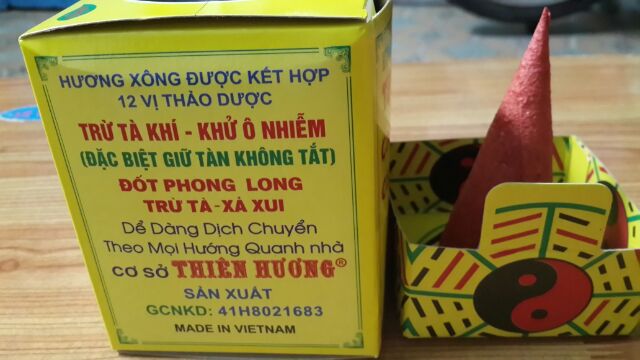 HƯƠNG XÔNG ĐƯỢC KẾT HỢP
12 VỊ THẢO DƯỢC
TRỪ TÀ KHÍ - KHỬ Ô NHIỄM
(ĐẶC BIỆT GIỮ TÀN KHÔNG TẮT)
ĐỐT PHONG LONG
TRỪ TÀ - XẢ XUI
Dể Dàng Dịch Chuyển
Theo Mọi Hướng Quanh nhà
CƠ SỞ THIÊN HƯƠNG®
SẢN XUẤT
GCNKD: 41H8021683
MADE IN VIETNAM